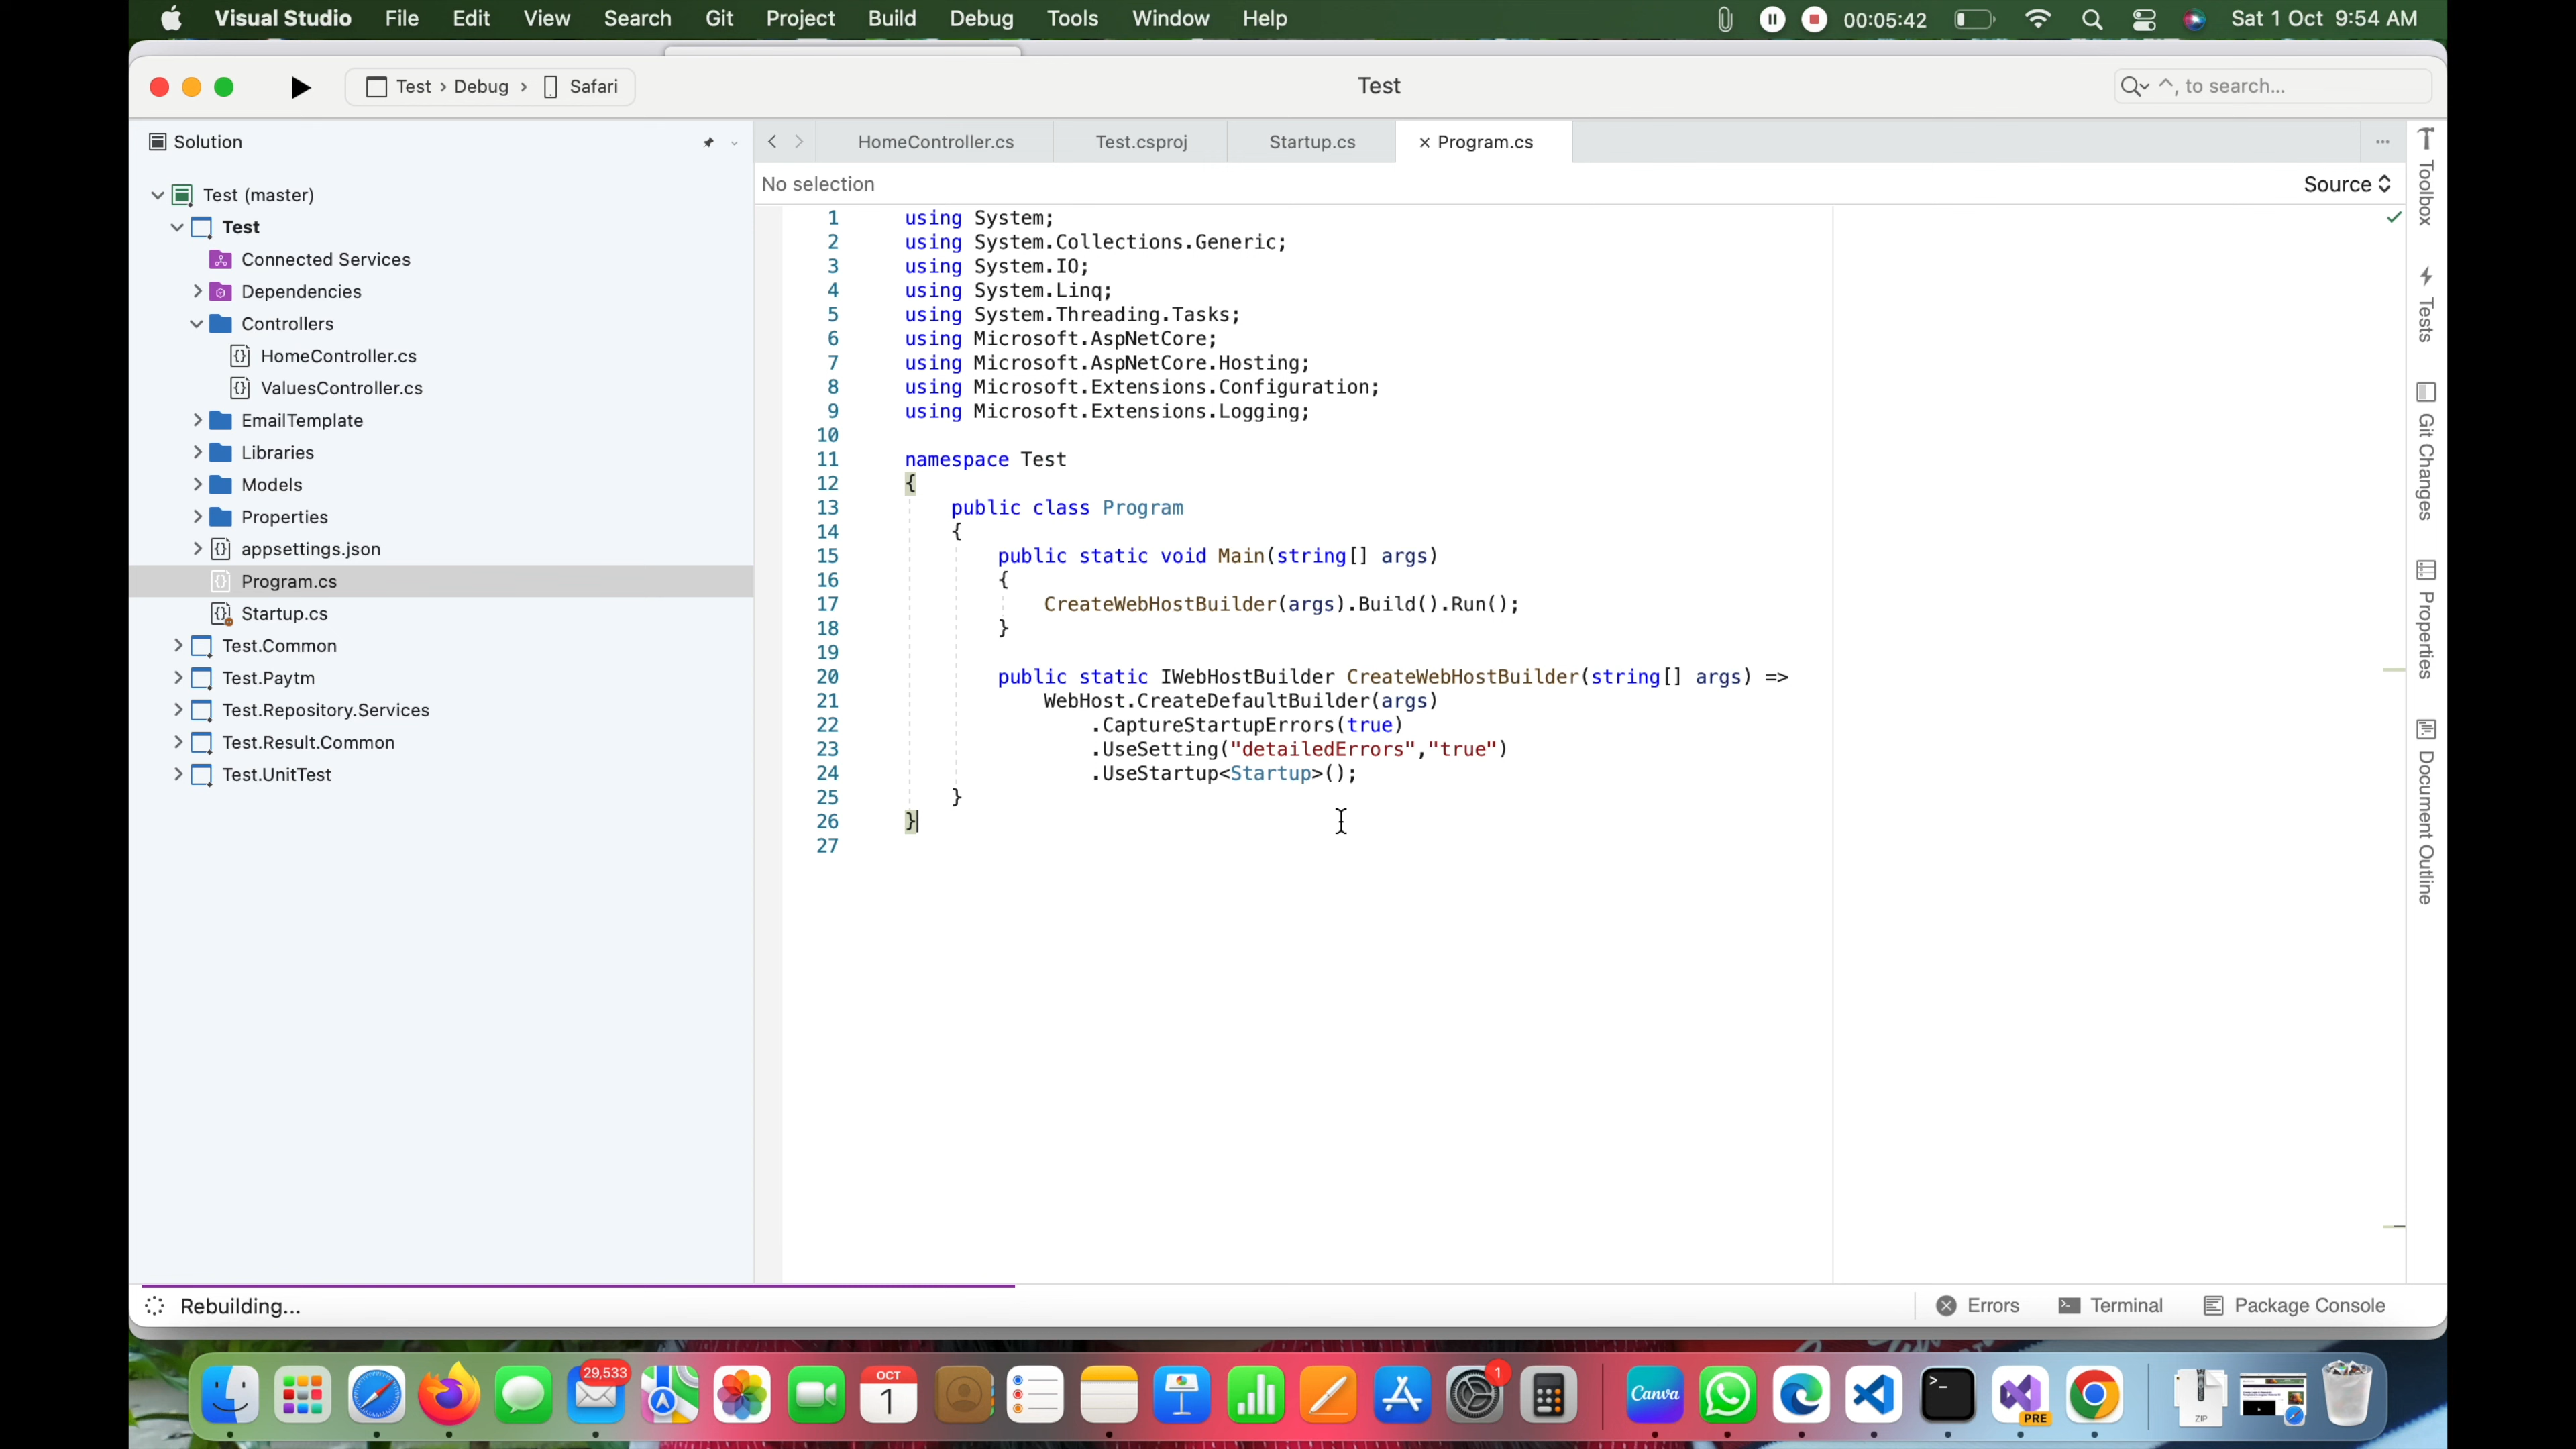 Visual Studio File Edit View Search Git Project Build Debug Tools Window Help 00:05:42 Sat 1 Oct 9:54 AM
Test > Debug > Safari
Test
^, to search...
Solution
HomeController.cs
Test.csproj
Startup.cs
× Program.cs
...
No selection
Source
Test (master)
Test
Connected Services
Dependencies
Controllers
HomeController.cs
ValuesController.cs
EmailTemplate
Libraries
Models
Properties
appsettings.json
Program.cs
Startup.cs
Test.Common
Test.Paytm
Test.Repository.Services
Test.Result.Common
Test.UnitTest
1 using System;
2 using System.Collections.Generic;
3 using System.IO;
4 using System.Linq;
5 using System.Threading.Tasks;
6 using Microsoft.AspNetCore;
7 using Microsoft.AspNetCore.Hosting;
8 using Microsoft.Extensions.Configuration;
9 using Microsoft.Extensions.Logging;
10
11 namespace Test
12 {
13 public class Program
14 {
15 public static void Main(string[] args)
16 {
17 CreateWebHostBuilder(args).Build().Run();
18 }
19
20 public static IWebHostBuilder CreateWebHostBuilder(string[] args) =>
21 WebHost.CreateDefaultBuilder(args)
22 .CaptureStartupErrors(true)
23 .UseSetting("detailedErrors","true")
24 .UseStartup<Startup>();
25 }
26 }
27
Toolbox
Tests
Git Changes
Properties
Document Outline
Rebuilding...
Errors
Terminal
Package Console
29,533
OCT
1
1
Canva
>_
PRE
ZIP